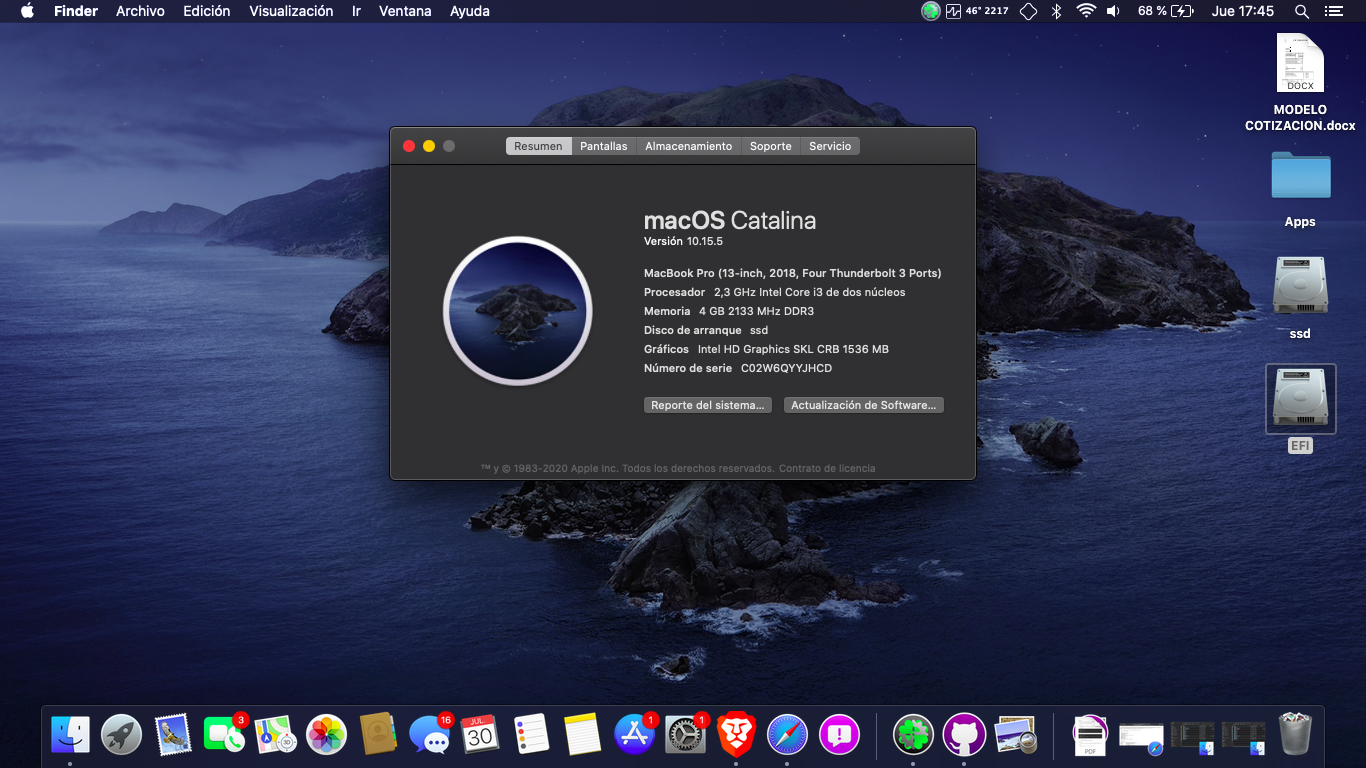 Finder Archivo Edición Visualización Ir Ventana Ayuda 46° 2217 68 % Jue 17:45
DOCX
MODELO
COTIZACION.docx
Apps
ssd
EFI
Resumen Pantallas Almacenamiento Soporte Servicio
macOS Catalina
Versión 10.15.5
MacBook Pro (13-inch, 2018, Four Thunderbolt 3 Ports)
Procesador 2,3 GHz Intel Core i3 de dos núcleos
Memoria 4 GB 2133 MHz DDR3
Disco de arranque ssd
Gráficos Intel HD Graphics SKL CRB 1536 MB
Número de serie C02W6QYYJHCD
Reporte del sistema... Actualización de Software...
™ y © 1983-2020 Apple Inc. Todos los derechos reservados. Contrato de licencia
3 16 1 1
JUL.
30
3D
PDF